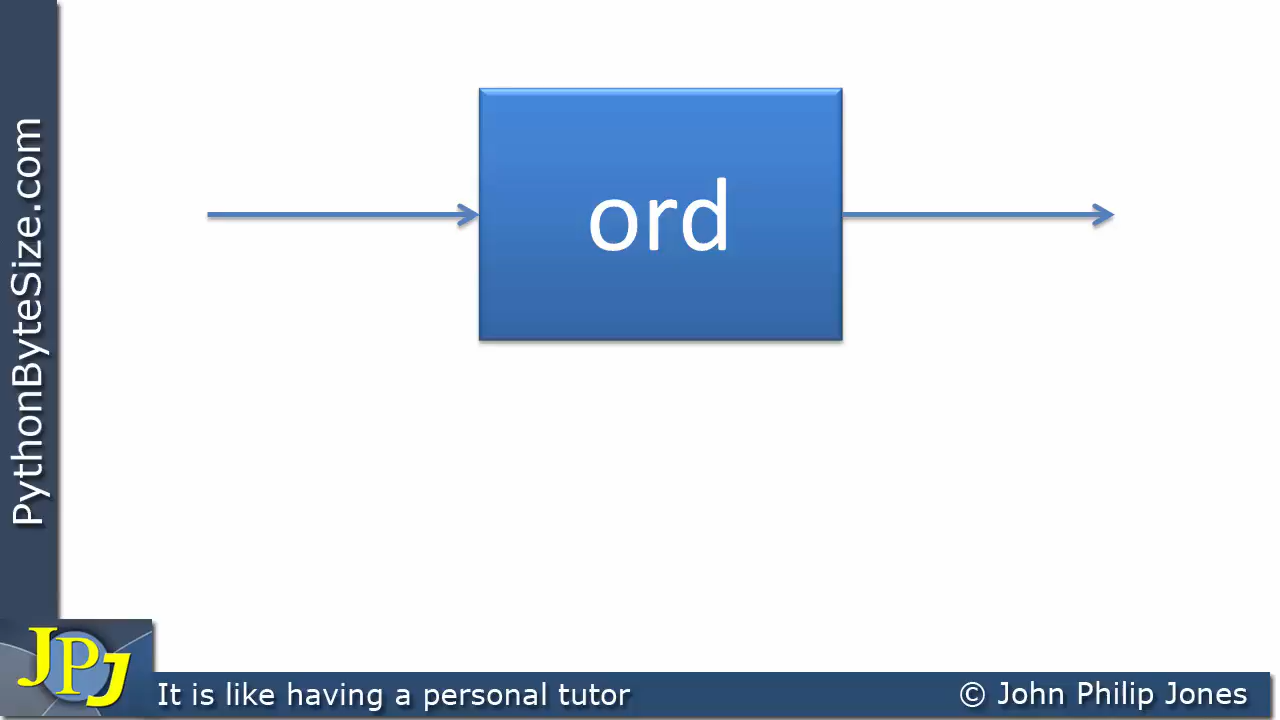 ord
PythonByteSize.com
JPJ
It is like having a personal tutor
© John Philip Jones